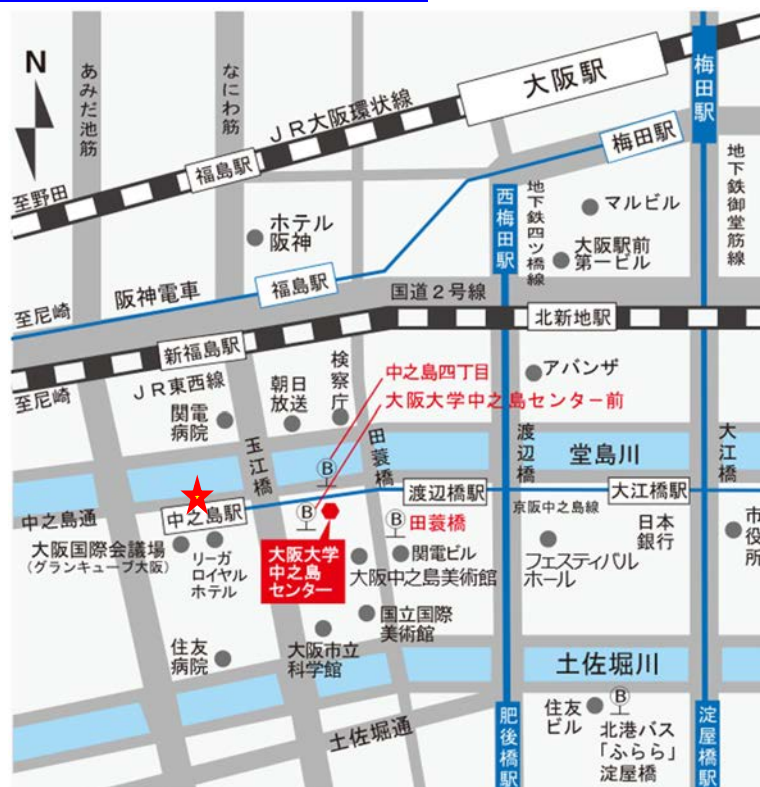 N
あみだ池筋
なにわ筋
JR大阪環状線
大阪駅
梅田駅
梅田駅
福島駅
至野田
ホテル
阪神
西梅田駅
地下鉄四ツ橋線
マルビル
地下鉄御堂筋線
大阪駅前
第一ビル
阪神電車
福島駅
国道2号線
至尼崎
北新地駅
新福島駅
至尼崎
JR東西線
関電
病院
朝日
放送
検察庁
中之島四丁目
大阪大学中之島センター前
アバンザ
玉江橋
田蓑橋
渡辺橋
堂島川
大江橋
B
中之島通
中之島駅
B
渡辺橋駅
大江橋駅
京阪中之島線
B 田蓑橋
日本
銀行
市役所
大阪国際会議場
(グランキューブ大阪)
リーガ
ロイヤル
ホテル
大阪大学
中之島
センター
関電ビル
大阪中之島美術館
フェスティバル
ホール
国立国際
美術館
住友
病院
大阪市立
科学館
土佐堀川
土佐堀通
肥後橋駅
住友
ビル
B
北港バス
「ふらら」
淀屋橋
淀屋橋駅